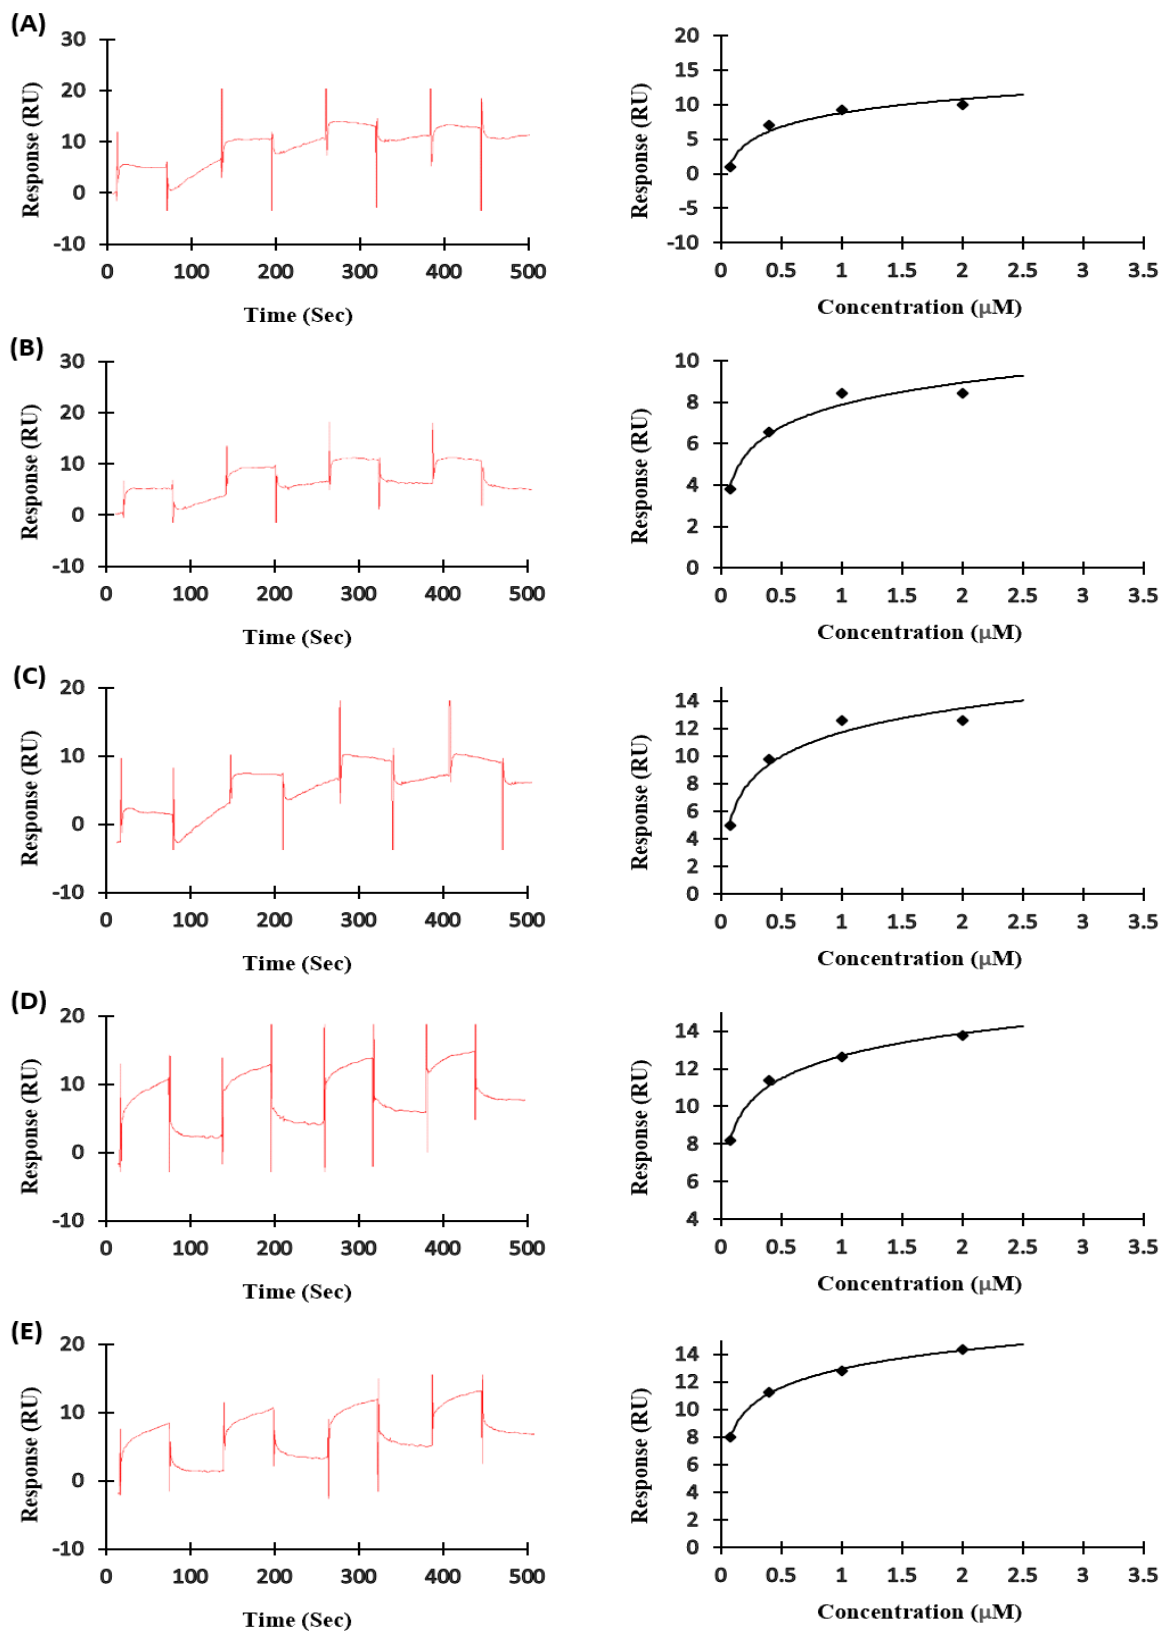 (A)
30
20
10
0
-10
Response (RU)
0 100 200 300 400 500
Time (Sec)
20
15
10
5
0
-5
-10
Response (RU)
0 0.5 1 1.5 2 2.5 3 3.5
Concentration (μM)
(B)
30
20
10
0
-10
Response (RU)
0 100 200 300 400 500
Time (Sec)
10
8
6
4
2
0
Response (RU)
0 0.5 1 1.5 2 2.5 3 3.5
Concentration (μM)
(C)
20
10
0
-10
Response (RU)
0 100 200 300 400 500
Time (Sec)
14
12
10
8
6
4
2
0
Response (RU)
0 0.5 1 1.5 2 2.5 3 3.5
Concentration (μM)
(D)
20
10
0
-10
Response (RU)
0 100 200 300 400 500
Time (Sec)
14
12
10
8
6
4
Response (RU)
0 0.5 1 1.5 2 2.5 3 3.5
Concentration (μM)
(E)
20
10
0
-10
Response (RU)
0 100 200 300 400 500
Time (Sec)
14
12
10
8
6
4
2
0
Response (RU)
0 0.5 1 1.5 2 2.5 3 3.5
Concentration (μM)